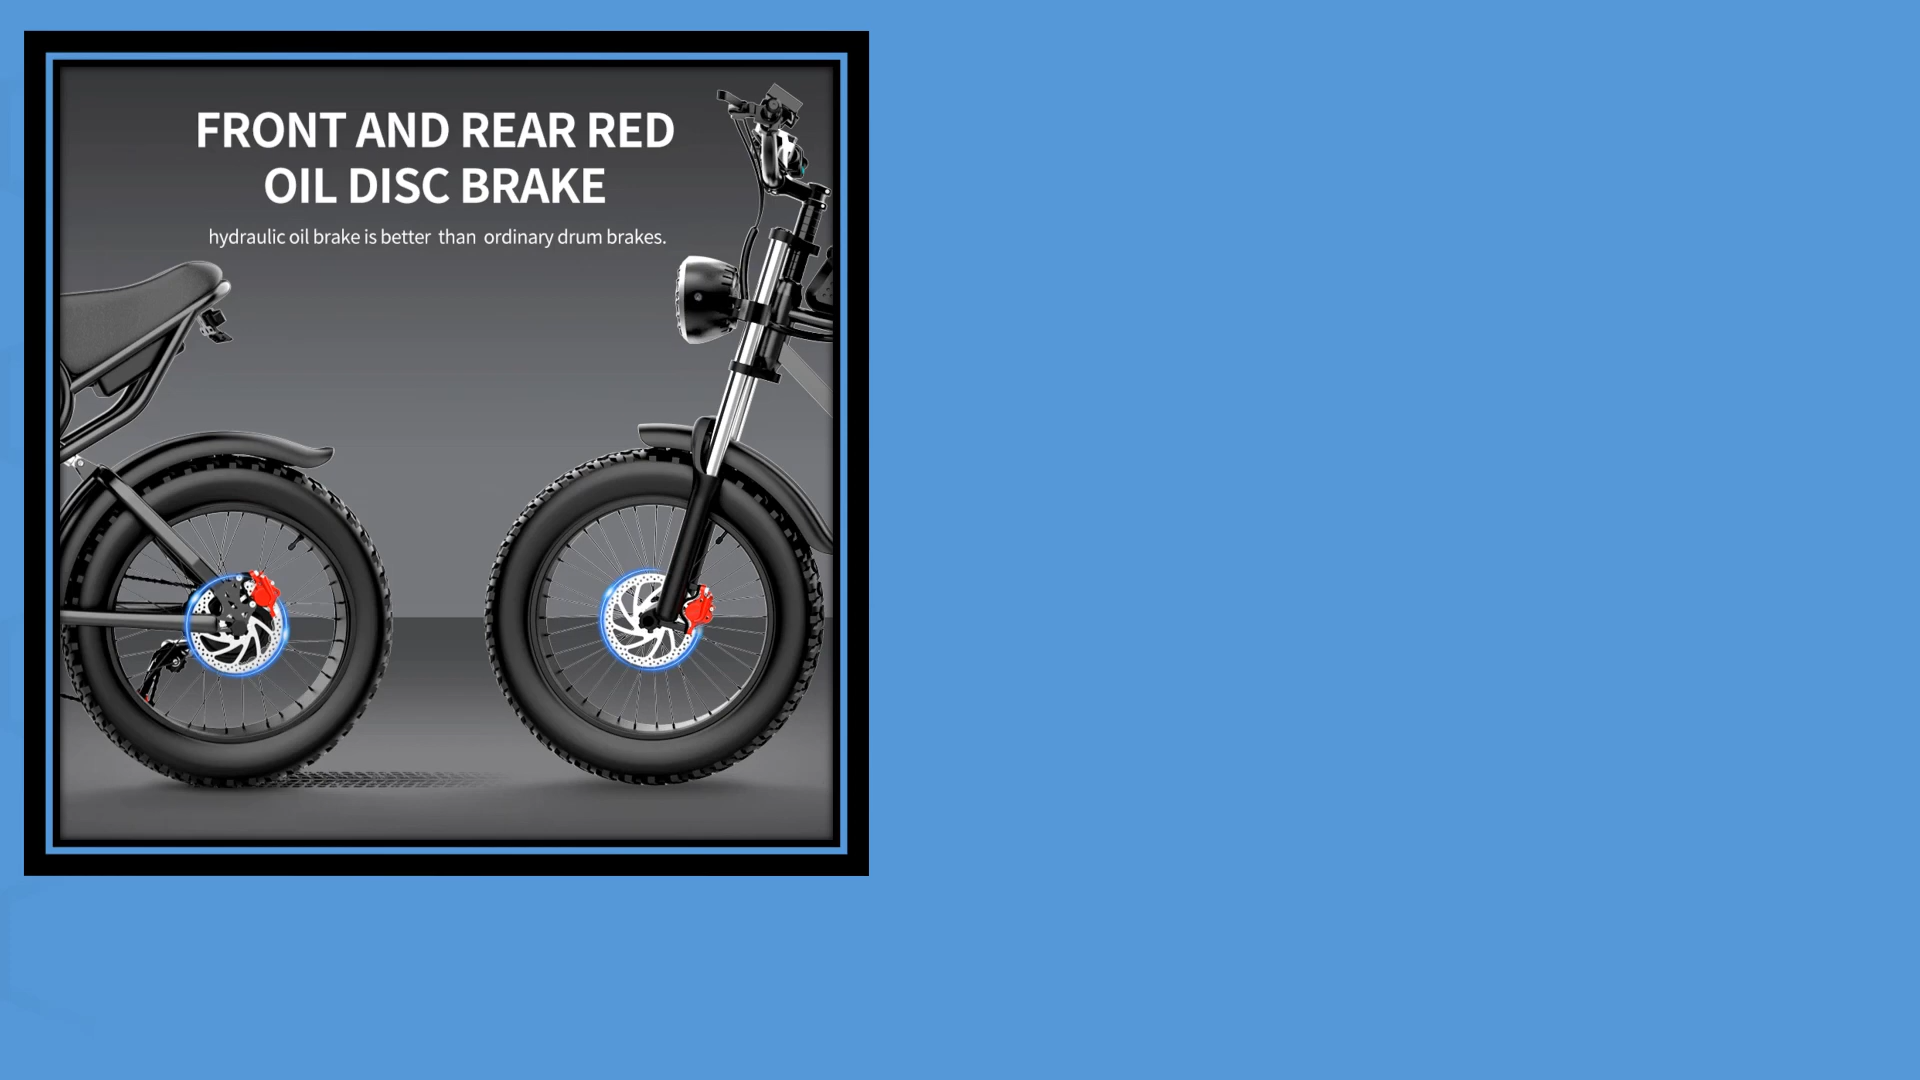 FRONT AND REAR RED
OIL DISC BRAKE
hydraulic oil brake is better than ordinary drum brakes.